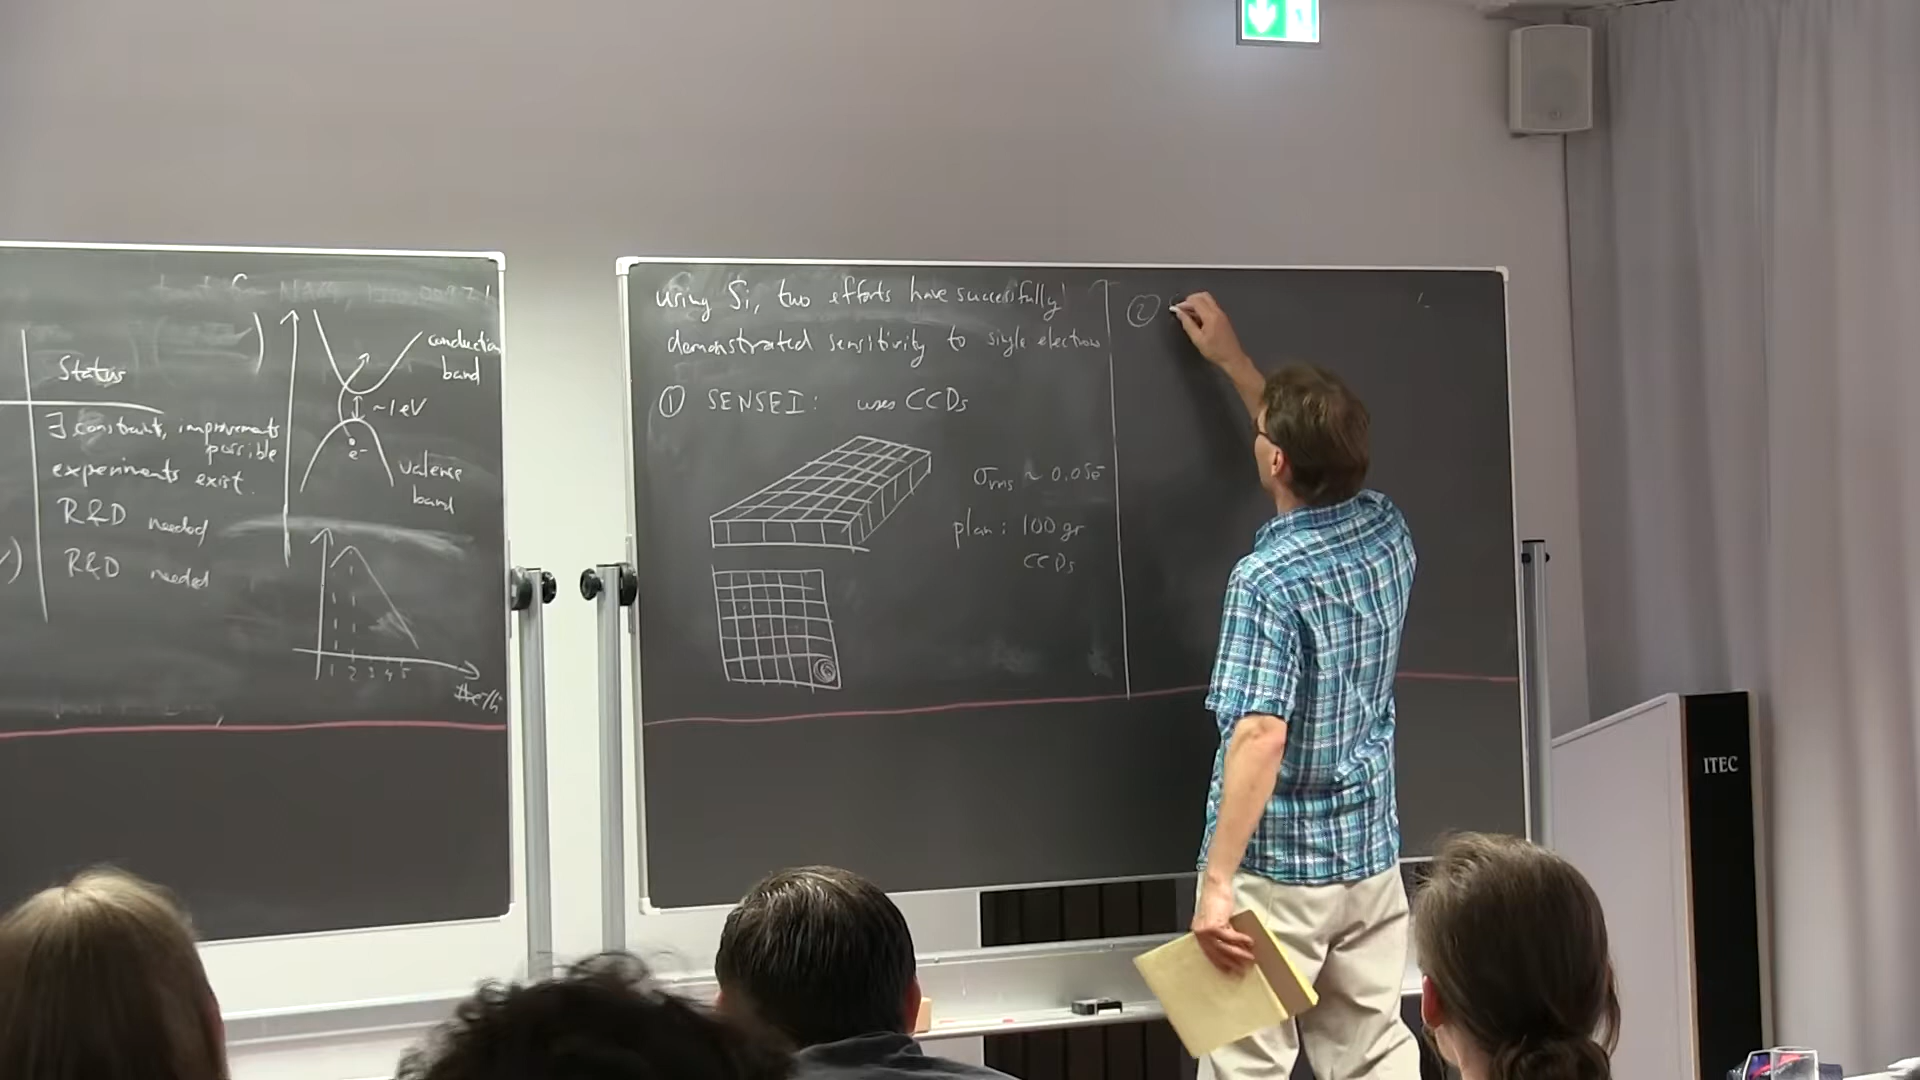 Status
∃ constraints, improvements
possible
experiments exist.
R&D needed
R&D needed
conduction
band
~1eV
e-
valence
band
1 2 3 4 5
Using Si, two efforts have successfully
demonstrated sensitivity to single electrons
① SENSEI: uses CCDs
σrms ~ 0.05e-
plan: 100 gr
CCDs
②
ITEC